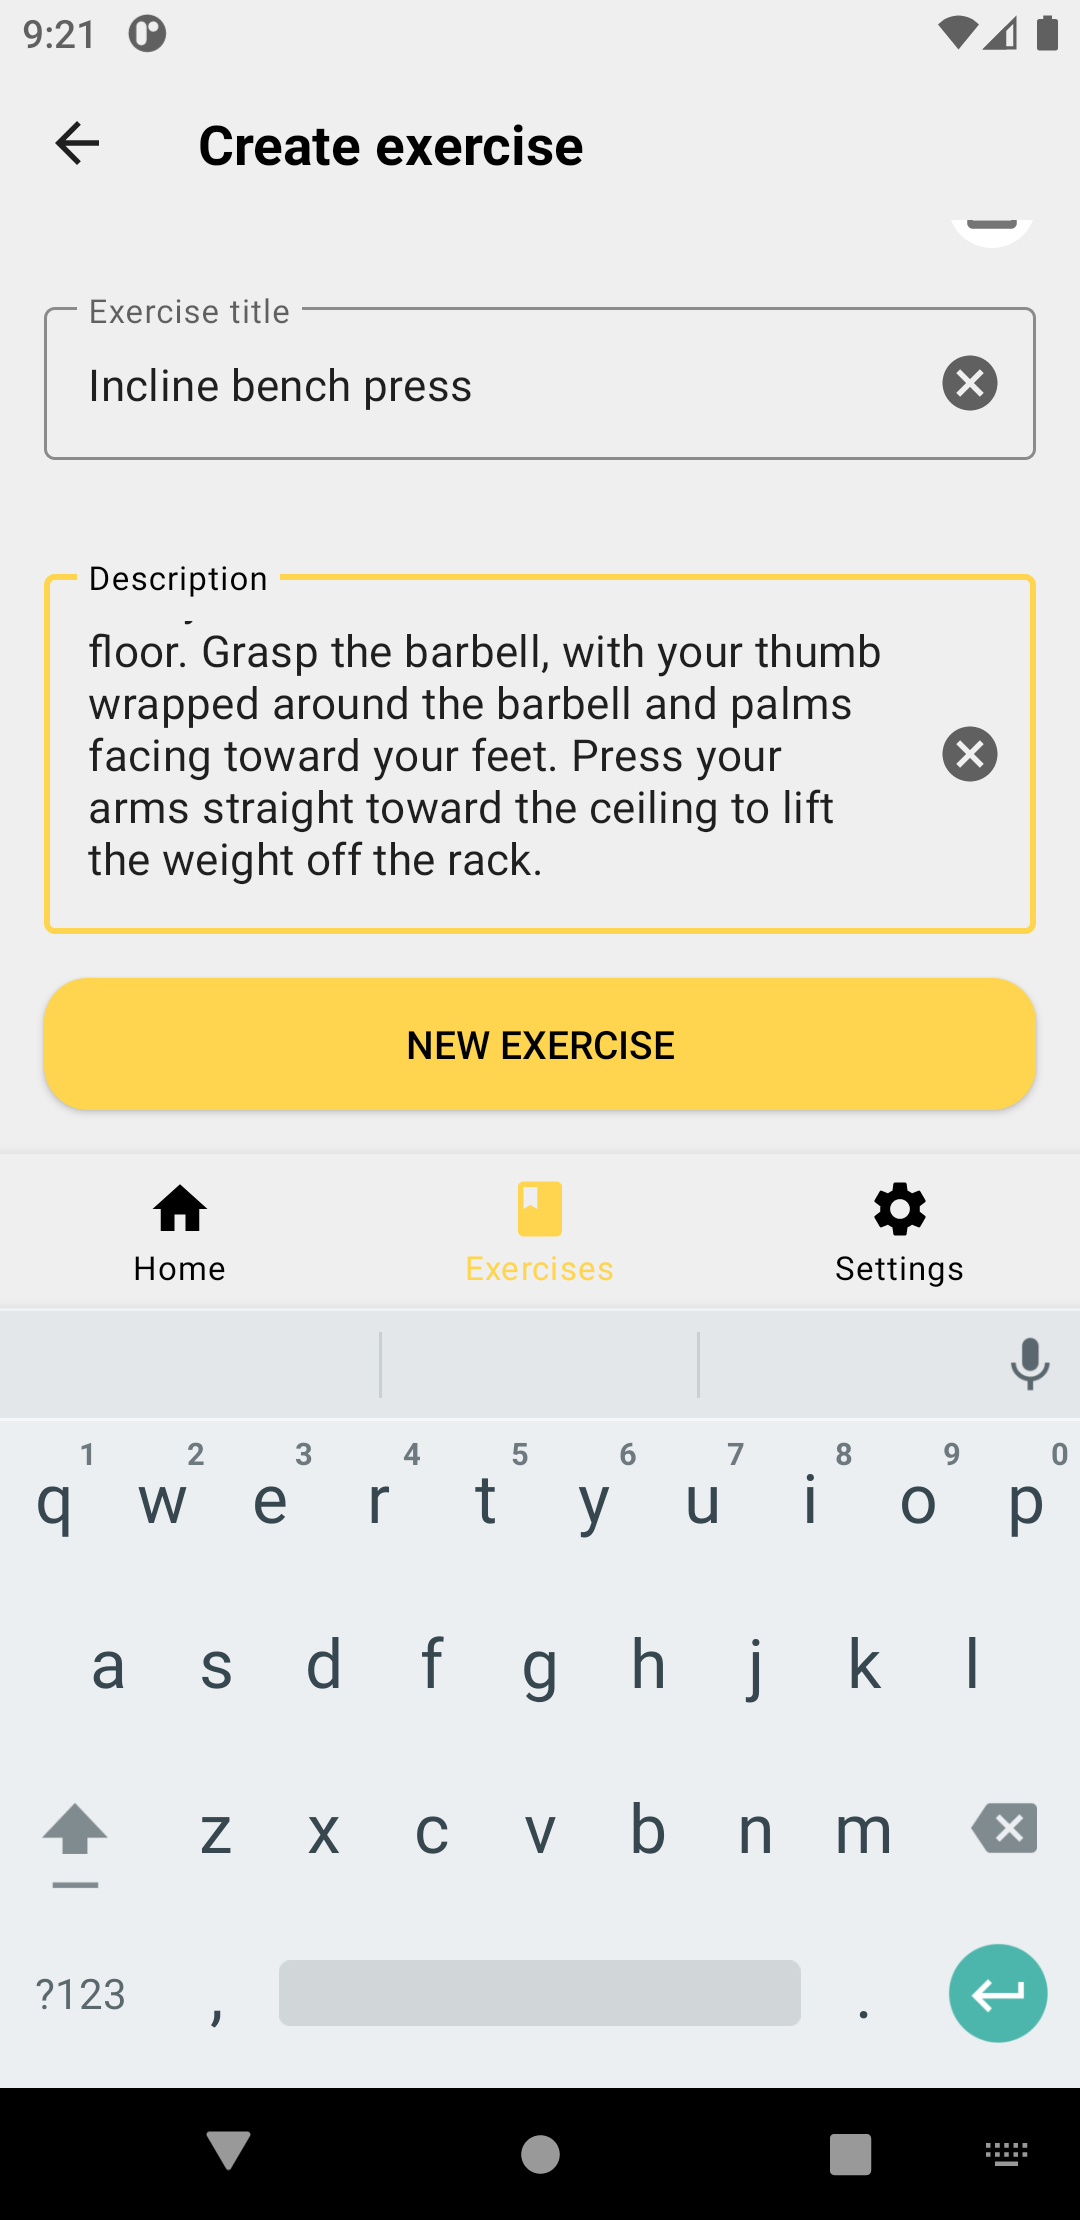 9:21
Create exercise
Exercise title
Incline bench press
Description
floor. Grasp the barbell, with your thumb
wrapped around the barbell and palms
facing toward your feet. Press your
arms straight toward the ceiling to lift
the weight off the rack.
NEW EXERCISE
Home Exercises Settings
1 2 3 4 5 6 7 8 9 0
q w e r t y u i o p
a s d f g h j k l
z x c v b n m
?123 , .